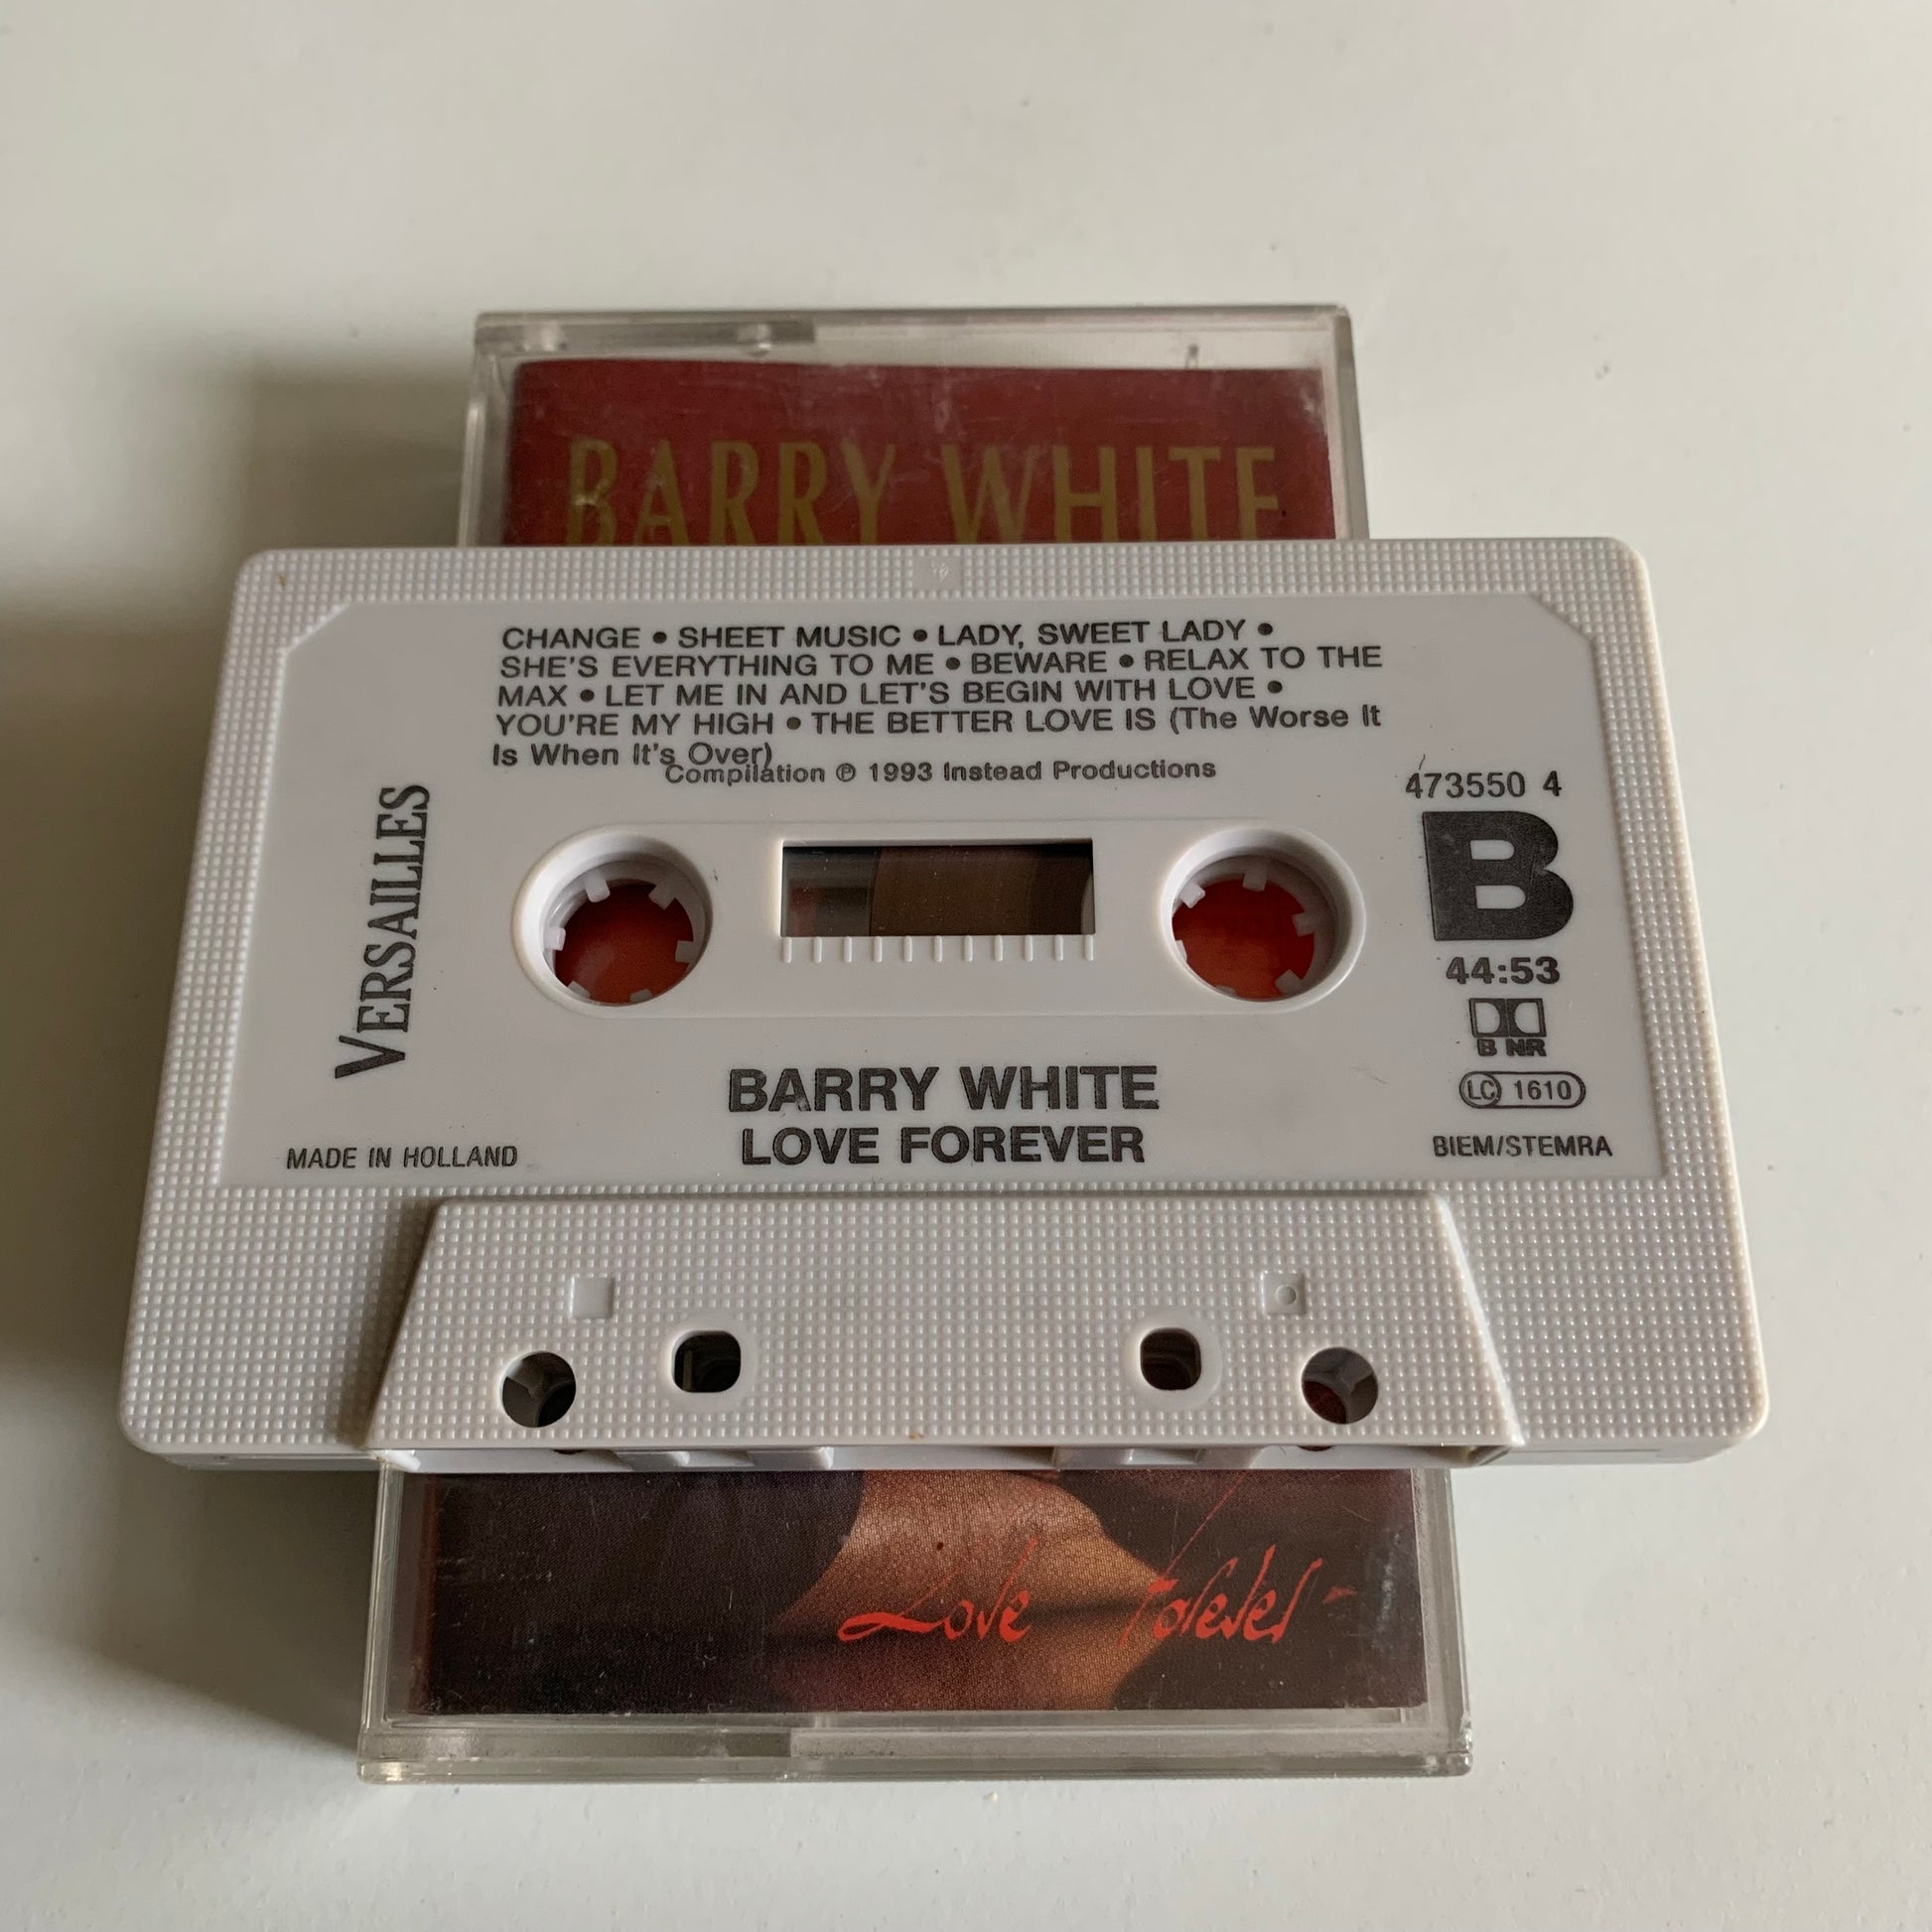 BARRY WHITE
CHANGE • SHEET MUSIC • LADY, SWEET LADY •
SHE'S EVERYTHING TO ME • BEWARE • RELAX TO THE
MAX • LET ME IN AND LET'S BEGIN WITH LOVE •
YOU'RE MY HIGH • THE BETTER LOVE IS (The Worse It
Is When It's Over)
Compilation ℗ 1993 Instead Productions
473550 4
B
44:53
B NR
LC 1610
BIEM/STEMRA
VERSAILLES
MADE IN HOLLAND
BARRY WHITE
LOVE FOREVER
Love Forever